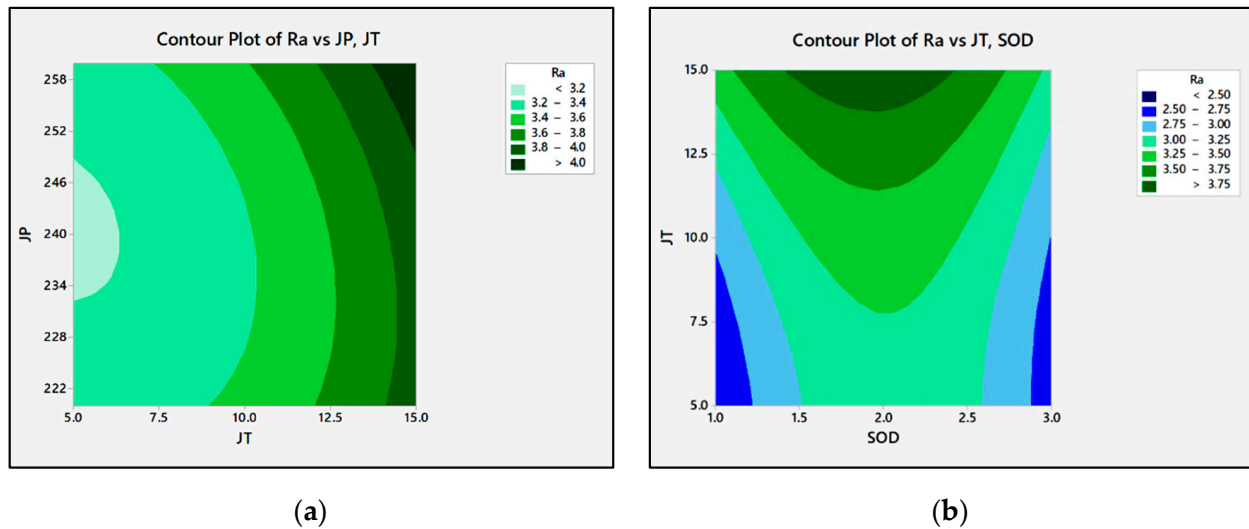 Contour Plot of Ra vs JP, JT
Ra
< 3.2
3.2 – 3.4
3.4 – 3.6
3.6 – 3.8
3.8 – 4.0
> 4.0
258
252
246
240
234
228
222
JP
5.0 7.5 10.0 12.5 15.0
JT
(a)
Contour Plot of Ra vs JT, SOD
Ra
< 2.50
2.50 – 2.75
2.75 – 3.00
3.00 – 3.25
3.25 – 3.50
3.50 – 3.75
> 3.75
15.0
12.5
10.0
7.5
5.0
JT
1.0 1.5 2.0 2.5 3.0
SOD
(b)